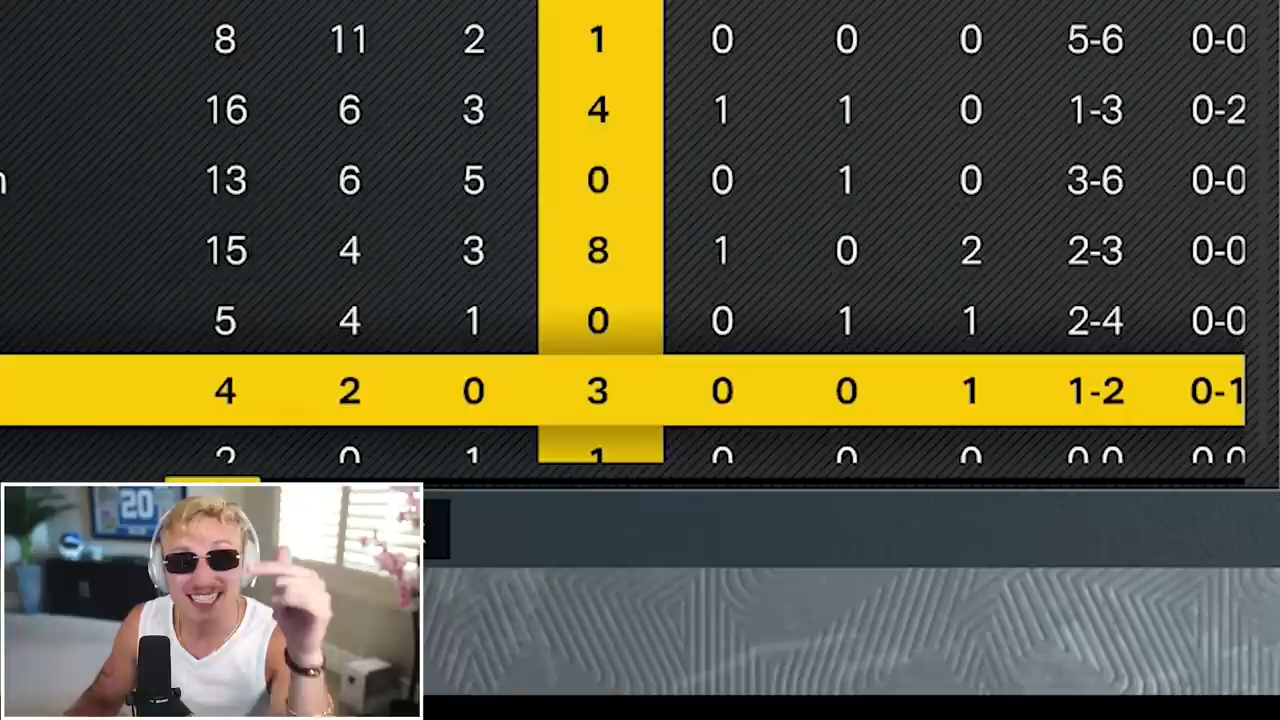 8 11 2 1 0 0 0 5-6 0-0
16 6 3 4 1 1 0 1-3 0-2
13 6 5 0 0 1 0 3-6 0-0
15 4 3 8 1 0 2 2-3 0-0
5 4 1 0 0 1 1 2-4 0-0
4 2 0 3 0 0 1 1-2 0-1
20